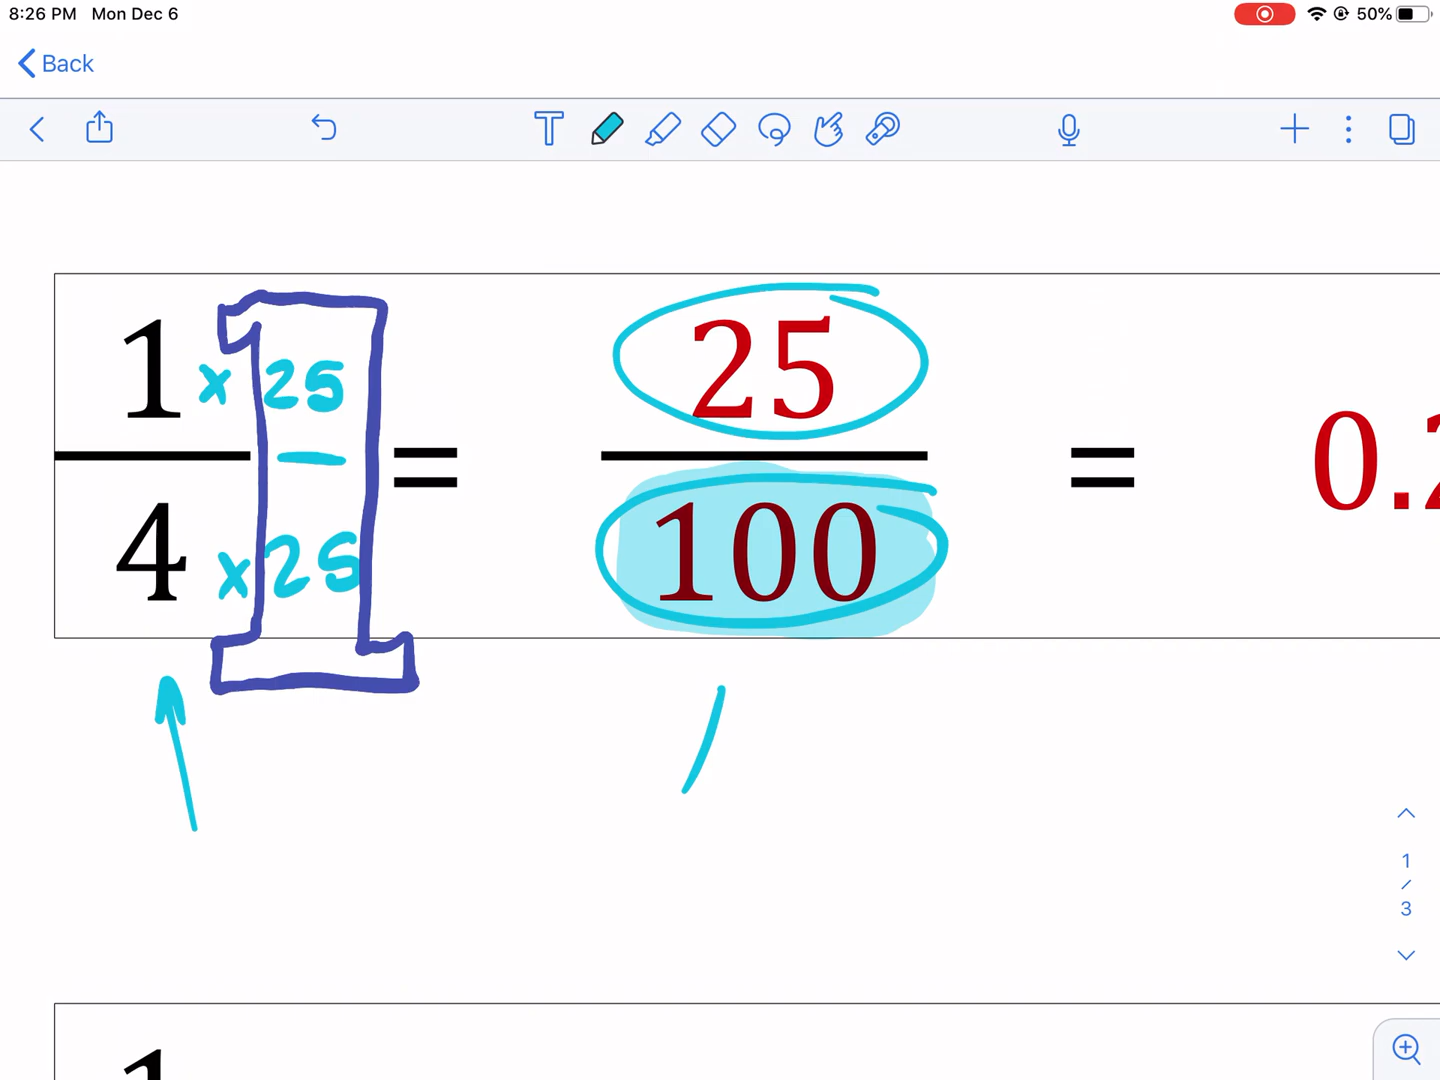 8:26 PM Mon Dec 6
50%
Back
1 × 25 = 25 = 0.
4 × 25 100
1
/
3
1